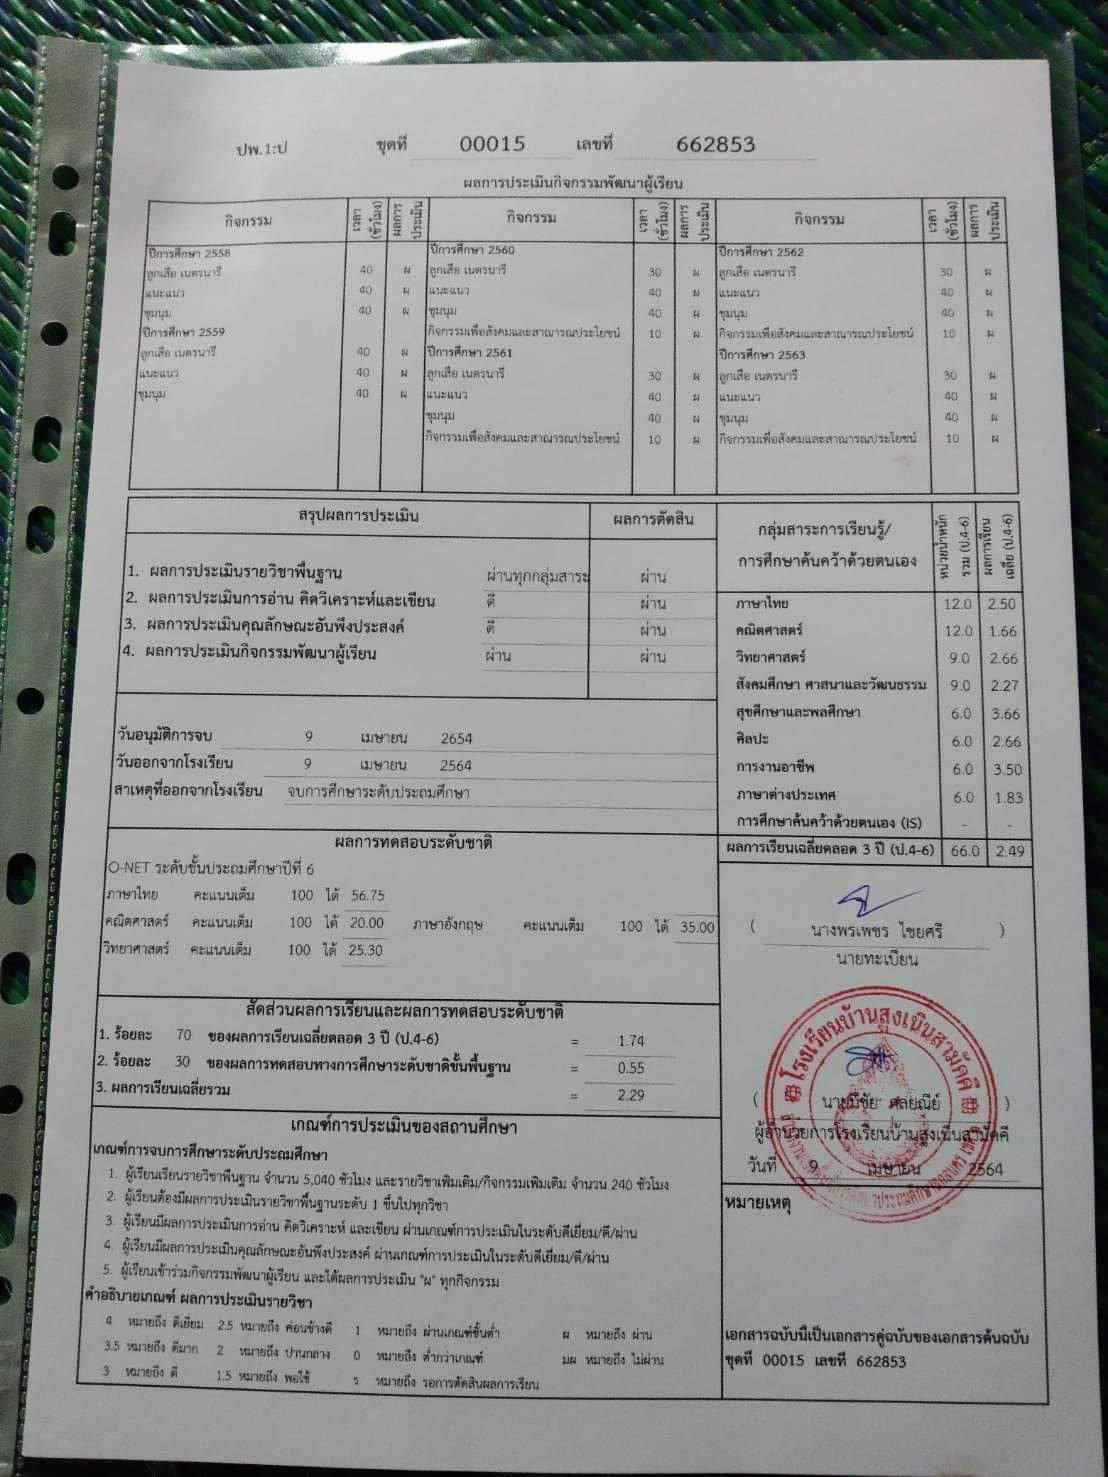 ปพ.1:ป ชุดที่ 00015 เลขที่ 662853
ผลการประเมินกิจกรรมพัฒนาผู้เรียน
กิจกรรม เวลา (ชั่วโมง) ผลการประเมิน กิจกรรม เวลา (ชั่วโมง) ผลการประเมิน กิจกรรม เวลา (ชั่วโมง) ผลการประเมิน
ปีการศึกษา 2558
ลูกเสือ เนตรนารี 40 ผ
แนะแนว 40 ผ
ชุมนุม 40 ผ
ปีการศึกษา 2559
ลูกเสือ เนตรนารี 40 ผ
แนะแนว 40 ผ
ชุมนุม 40 ผ
ปีการศึกษา 2560
ลูกเสือ เนตรนารี 30 ผ
แนะแนว 40 ผ
ชุมนุม 40 ผ
กิจกรรมเพื่อสังคมและสาณารณประโยชน์ 10 ผ
ปีการศึกษา 2561
ลูกเสือ เนตรนารี 30 ผ
แนะแนว 40 ผ
ชุมนุม 40 ผ
กิจกรรมเพื่อสังคมและสาณารณประโยชน์ 10 ผ
ปีการศึกษา 2562
ลูกเสือ เนตรนารี 30 ผ
แนะแนว 40 ผ
ชุมนุม 40 ผ
กิจกรรมเพื่อสังคมและสาณารณประโยชน์ 10 ผ
ปีการศึกษา 2563
ลูกเสือ เนตรนารี 30 ผ
แนะแนว 40 ผ
ชุมนุม 40 ผ
กิจกรรมเพื่อสังคมและสาณารณประโยชน์ 10 ผ
สรุปผลการประเมิน ผลการตัดสิน
1. ผลการประเมินรายวิชาพื้นฐาน ผ่านทุกกลุ่มสาระ ผ่าน
2. ผลการประเมินการอ่าน คิดวิเคราะห์และเขียน ดี ผ่าน
3. ผลการประเมินคุณลักษณะอันพึงประสงค์ ดี ผ่าน
4. ผลการประเมินกิจกรรมพัฒนาผู้เรียน ผ่าน ผ่าน
วันอนุมัติการจบ 9 เมษายน 2654
วันออกจากโรงเรียน 9 เมษายน 2564
สาเหตุที่ออกจากโรงเรียน จบการศึกษาระดับประถมศึกษา
ผลการทดสอบระดับชาติ
O-NET ระดับชั้นประถมศึกษาปีที่ 6
ภาษาไทย คะแนนเต็ม 100 ได้ 56.75
คณิตศาสตร์ คะแนนเต็ม 100 ได้ 20.00 ภาษาอังกฤษ คะแนนเต็ม 100 ได้ 35.00
วิทยาศาสตร์ คะแนนเต็ม 100 ได้ 25.30
สัดส่วนผลการเรียนและผลการทดสอบระดับชาติ
1. ร้อยละ 70 ของผลการเรียนเฉลี่ยตลอด 3 ปี (ป.4-6) = 1.74
2. ร้อยละ 30 ของผลการทดสอบทางการศึกษาระดับชาติขั้นพื้นฐาน = 0.55
3. ผลการเรียนเฉลี่ยรวม = 2.29
เกณฑ์การประเมินของสถานศึกษา
เกณฑ์การจบการศึกษาระดับประถมศึกษา
1. ผู้เรียนเรียนรายวิชาพื้นฐาน จำนวน 5,040 ชั่วโมง และรายวิชาเพิ่มเติม/กิจกรรมเพิ่มเติม จำนวน 240 ชั่วโมง
2. ผู้เรียนต้องมีผลการประเมินรายวิชาพื้นฐานระดับ 1 ขึ้นไปทุกวิชา
3. ผู้เรียนมีผลการประเมินการอ่าน คิดวิเคราะห์ และเขียน ผ่านเกณฑ์การประเมินในระดับดีเยี่ยม/ดี/ผ่าน
4. ผู้เรียนมีผลการประเมินคุณลักษณะอันพึงประสงค์ ผ่านเกณฑ์การประเมินในระดับดีเยี่ยม/ดี/ผ่าน
5. ผู้เรียนเข้าร่วมกิจกรรมพัฒนาผู้เรียน และได้ผลการประเมิน "ผ" ทุกกิจกรรม
คำอธิบายเกณฑ์ ผลการประเมินรายวิชา
4 หมายถึง ดีเยี่ยม 2.5 หมายถึง ค่อนข้างดี 1 หมายถึง ผ่านเกณฑ์ขั้นต่ำ ผ หมายถึง ผ่าน
3.5 หมายถึง ดีมาก 2 หมายถึง ปานกลาง 0 หมายถึง ต่ำกว่าเกณฑ์ มผ หมายถึง ไม่ผ่าน
3 หมายถึง ดี 1.5 หมายถึง พอใช้ ร หมายถึง รอการตัดสินผลการเรียน
กลุ่มสาระการเรียนรู้/
การศึกษาค้นคว้าด้วยตนเอง
หน่วยน้ำหนัก รวม (ป.4-6) ผลการเรียน เฉลี่ย (ป.4-6)
ภาษาไทย 12.0 2.50
คณิตศาสตร์ 12.0 1.66
วิทยาศาสตร์ 9.0 2.66
สังคมศึกษา ศาสนาและวัฒนธรรม 9.0 2.27
สุขศึกษาและพลศึกษา 6.0 3.66
ศิลปะ 6.0 2.66
การงานอาชีพ 6.0 3.50
ภาษาต่างประเทศ 6.0 1.83
การศึกษาค้นคว้าด้วยตนเอง (IS) - -
ผลการเรียนเฉลี่ยตลอด 3 ปี (ป.4-6) 66.0 2.49
( นางพรเพชร ไชยศรี )
นายทะเบียน
โรงเรียนบ้านสูงเนินสามัคคี
( นายมีชัย )
ผู้อำนวยการโรงเรียนบ้านสูงเนินสามัคคี
วันที่ 9 เมษายน 2564
หมายเหตุ
เอกสารฉบับนี้เป็นเอกสารคู่ฉบับของเอกสารต้นฉบับ
ชุดที่ 00015 เลขที่ 662853